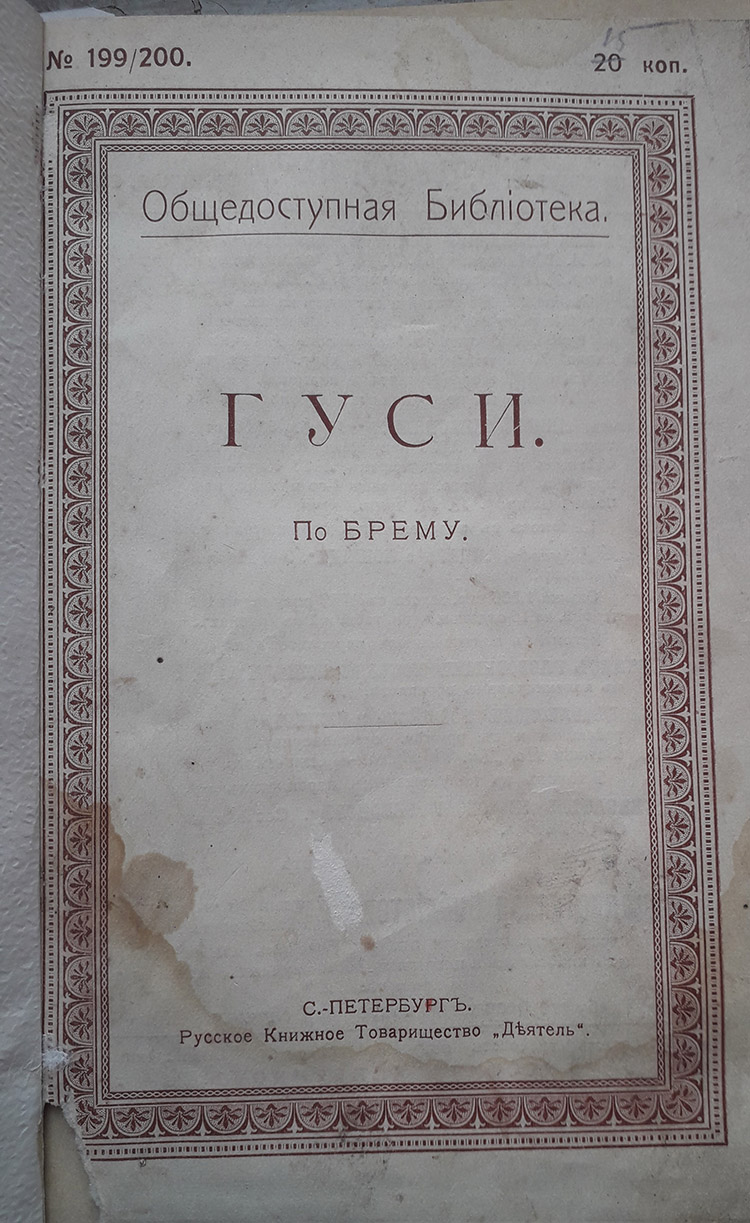 № 199/200.
15
20 коп.
Общедоступная Библіотека.
ГУСИ.
По БРЕМУ.
С.-ПЕТЕРБУРГЪ.
Русское Книжное Товарищество „Дѣятель“.